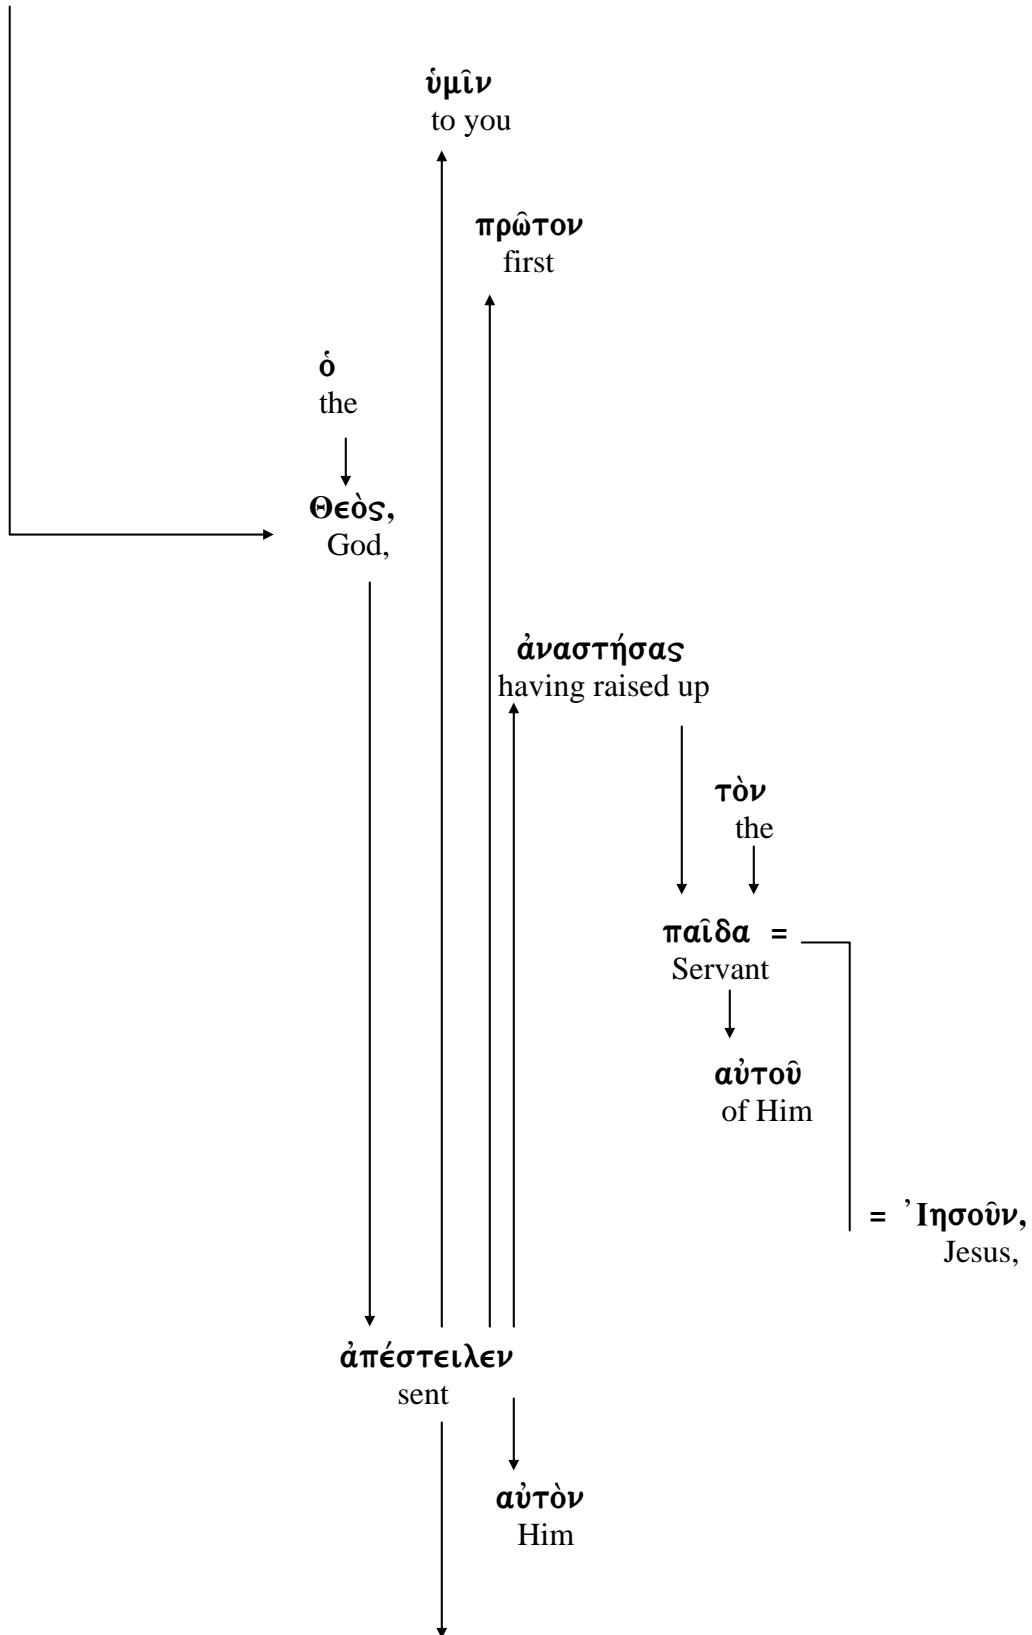 ὑμῖν
to you
πρῶτον
first
ὁ
the
Θεὸς,
God,
ἀναστήσας
having raised up
τὸν
the
παῖδα =
Servant
αὐτοῦ
of Him
= ᾿Ιησοῦν,
Jesus,
ἀπέστειλεν
sent
αὐτὸν
Him